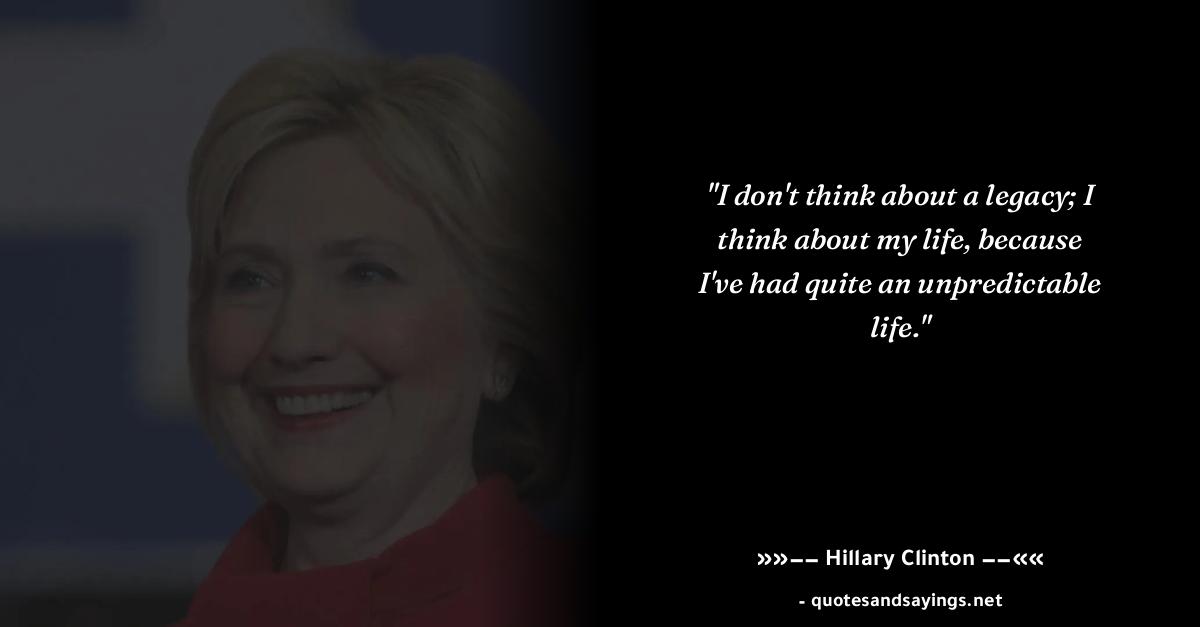 "I don't think about a legacy; I
think about my life, because
I've had quite an unpredictable
life."
»»–– Hillary Clinton ––««
- quotesandsayings.net